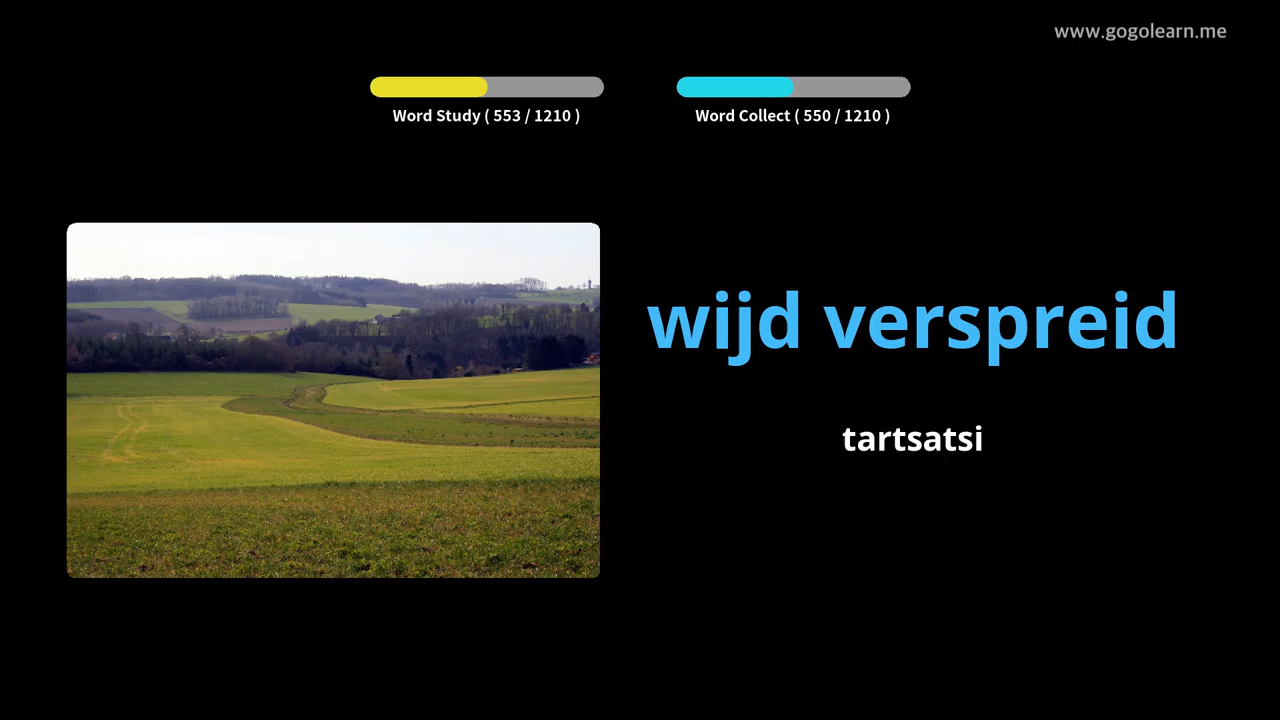 www.gogolearn.me
Word Study ( 553 / 1210 )
Word Collect ( 550 / 1210 )
wijd verspreid
tartsatsi